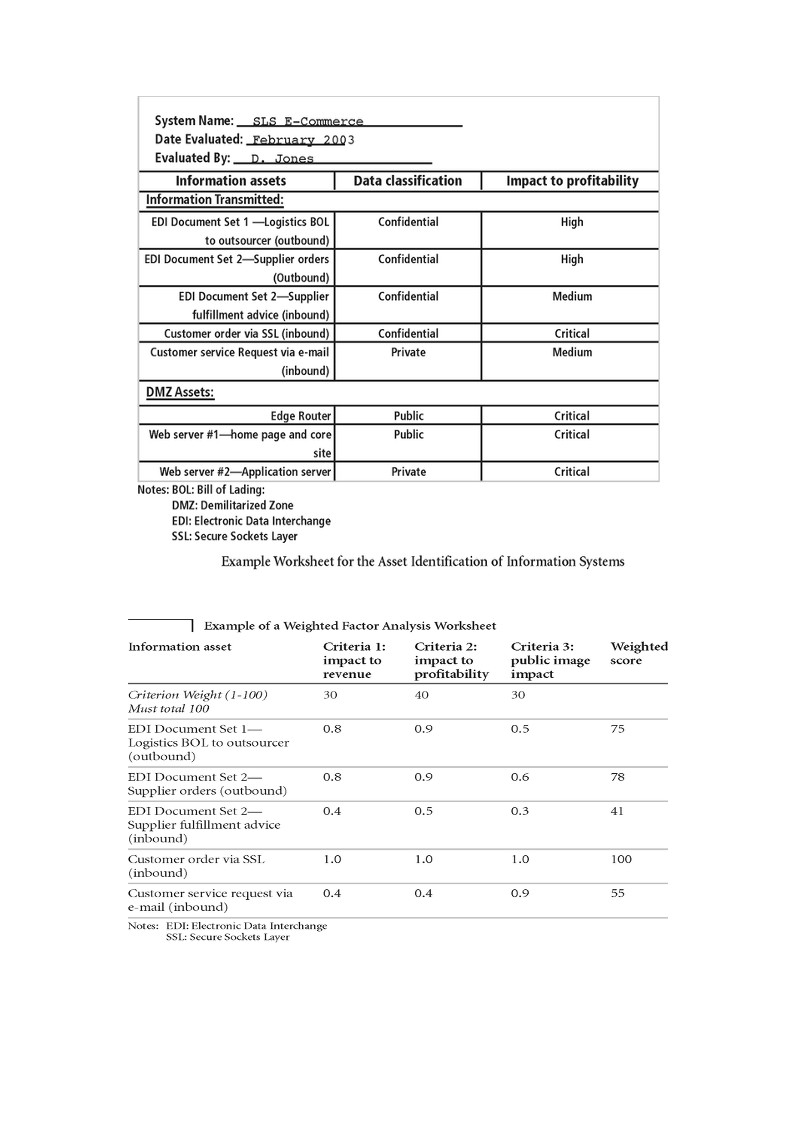 System Name: SLS E-Commerce
Date Evaluated: February 2003
Evaluated By: D. Jones
Information assets Data classification Impact to profitability
Information Transmitted:
EDI Document Set 1 —Logistics BOL Confidential High
to outsourcer (outbound)
EDI Document Set 2—Supplier orders Confidential High
(Outbound)
EDI Document Set 2—Supplier Confidential Medium
fulfillment advice (inbound)
Customer order via SSL (inbound) Confidential Critical
Customer service Request via e-mail Private Medium
(inbound)
DMZ Assets:
Edge Router Public Critical
Web server #1—home page and core Public Critical
site
Web server #2—Application server Private Critical
Notes: BOL: Bill of Lading:
DMZ: Demilitarized Zone
EDI: Electronic Data Interchange
SSL: Secure Sockets Layer
Example Worksheet for the Asset Identification of Information Systems
Example of a Weighted Factor Analysis Worksheet
Information asset Criteria 1: Criteria 2: Criteria 3: Weighted
impact to impact to public image score
revenue profitability impact
Criterion Weight (1-100) 30 40 30
Must total 100
EDI Document Set 1— 0.8 0.9 0.5 75
Logistics BOL to outsourcer
(outbound)
EDI Document Set 2— 0.8 0.9 0.6 78
Supplier orders (outbound)
EDI Document Set 2— 0.4 0.5 0.3 41
Supplier fulfillment advice
(inbound)
Customer order via SSL 1.0 1.0 1.0 100
(inbound)
Customer service request via 0.4 0.4 0.9 55
e-mail (inbound)
Notes: EDI: Electronic Data Interchange
SSL: Secure Sockets Layer